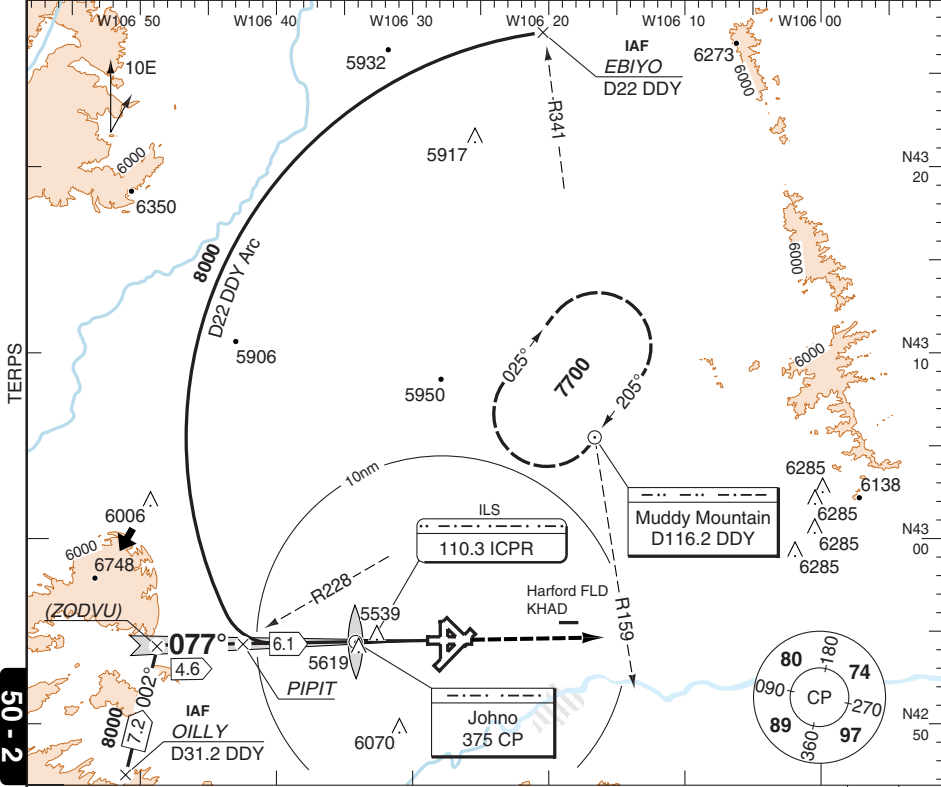 W106 50
W106 40
W106 30
W106 20
W106 10
W106 00
10E
5932
IAF
EBIYO
D22 DDY
6273
6000
R341
5917
6000
6350
N43
20
8000
D22 DDY Arc
6000
5906
5950
025°
7700
205°
6000
N43
10
TERPS
10nm
6285
6138
6285
6285
6285
6006
6000
6748
ILS
110.3 ICPR
Muddy Mountain
D116.2 DDY
N43
00
R228
(ZODVU)
077°
6.1
5539
5619
Harford FLD
KHAD
R159
4.6
PIPIT
002°
7.2
8000
IAF
OILLY
D31.2 DDY
6070
Johno
375 CP
80
180
74
090
CP
270
89
360
97
N42
50
50 - 2